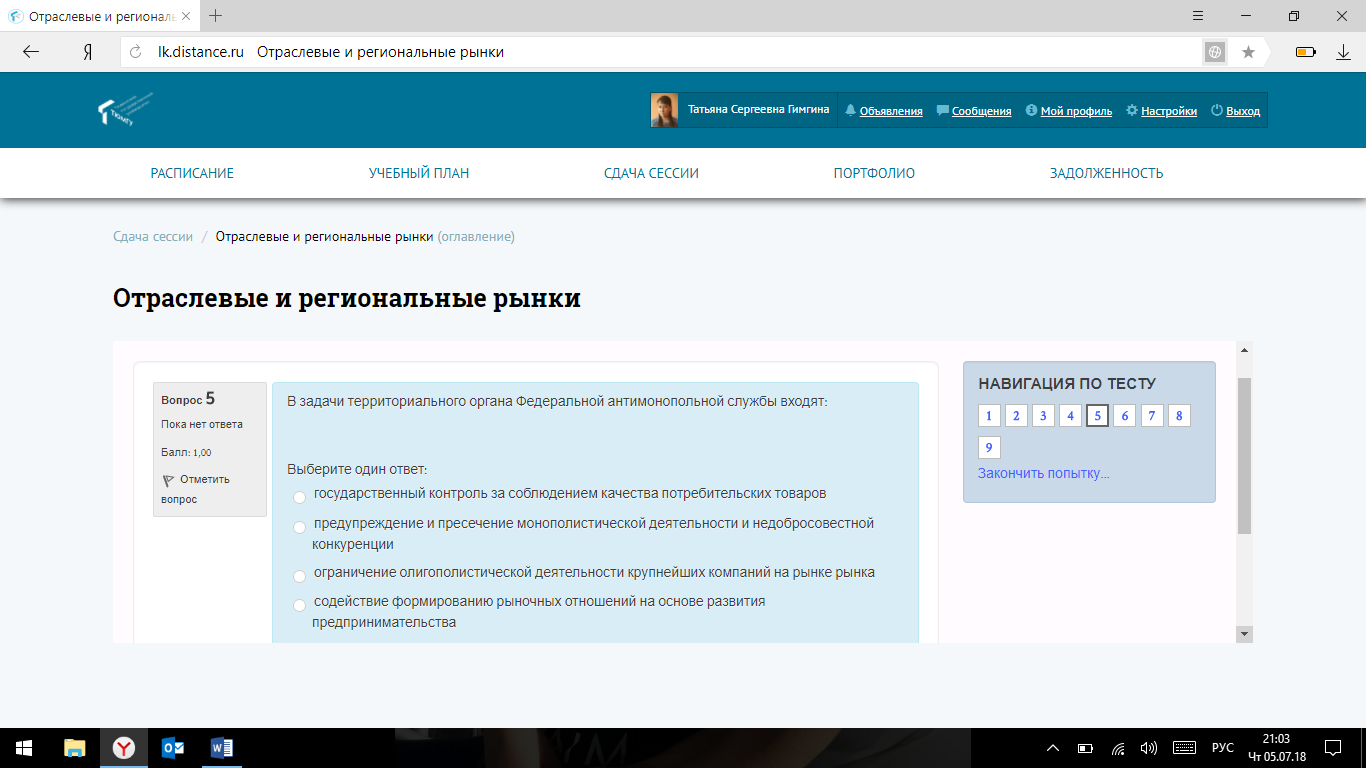 Отраслевые и региональ
lk.distance.ru Отраслевые и региональные рынки
Татьяна Сергеевна Гимгина Объявления Сообщения Мой профиль Настройки Выход
РАСПИСАНИЕ УЧЕБНЫЙ ПЛАН СДАЧА СЕССИИ ПОРТФОЛИО ЗАДОЛЖЕННОСТЬ
Сдача сессии / Отраслевые и региональные рынки (оглавление)
Отраслевые и региональные рынки
Вопрос 5
Пока нет ответа
Балл: 1,00
Отметить
вопрос
В задачи территориального органа Федеральной антимонопольной службы входят:
Выберите один ответ:
государственный контроль за соблюдением качества потребительских товаров
предупреждение и пресечение монополистической деятельности и недобросовестной
конкуренции
ограничение олигополистической деятельности крупнейших компаний на рынке рынка
содействие формированию рыночных отношений на основе развития
предпринимательства
НАВИГАЦИЯ ПО ТЕСТУ
1 2 3 4 5 6 7 8
9
Закончить попытку...
РУС
21:03
Чт 05.07.18